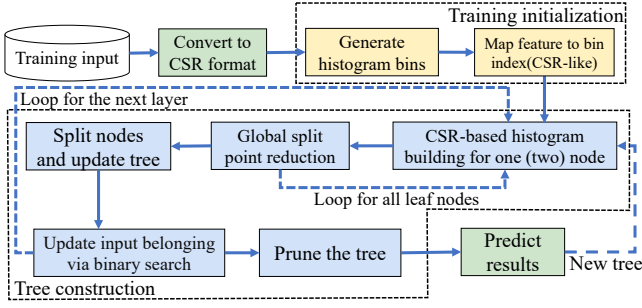 Training initialization
Training input
Convert to
CSR format
Generate
histogram bins
Map feature to bin
index(CSR-like)
Loop for the next layer
Split nodes
and update tree
Global split
point reduction
CSR-based histogram
building for one (two) node
Loop for all leaf nodes
Update input belonging
via binary search
Prune the tree
Predict
results
New tree
Tree construction